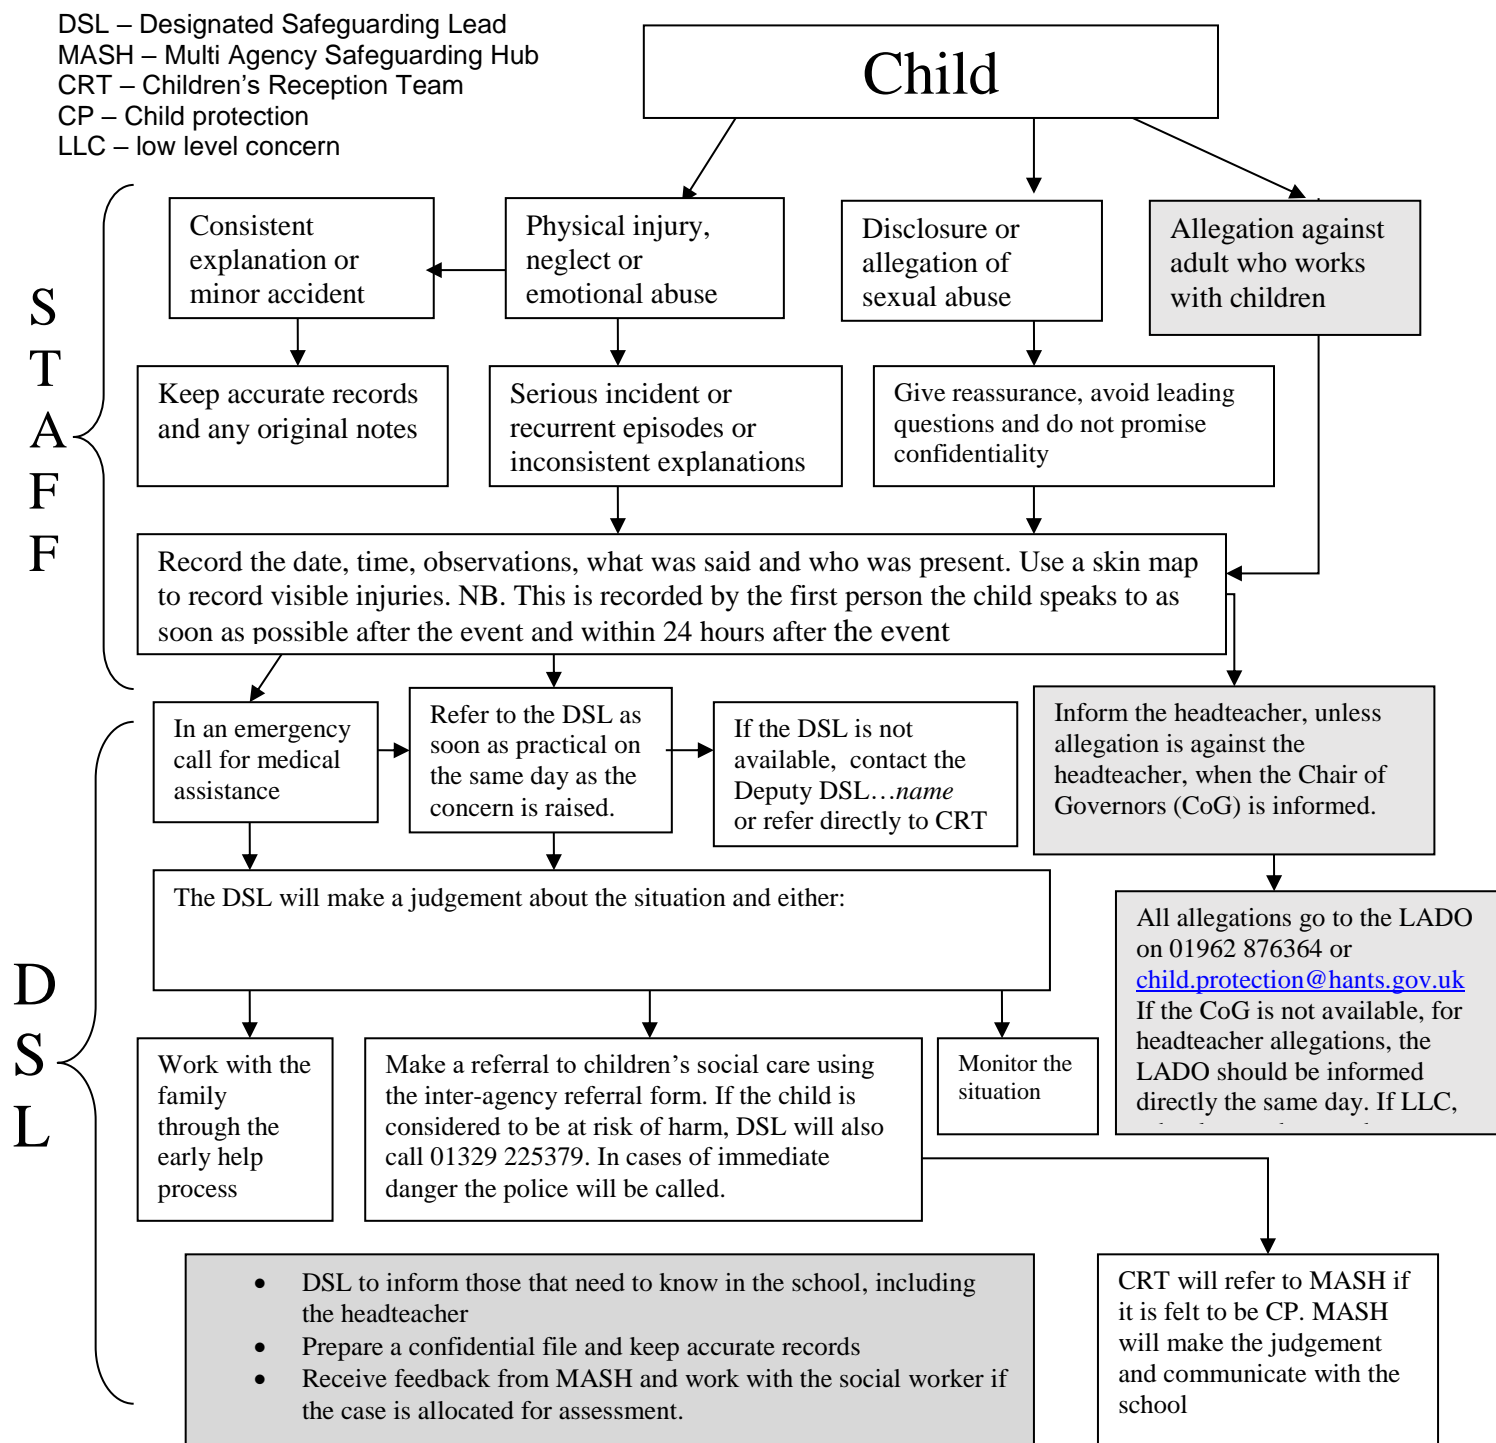 DSL – Designated Safeguarding Lead
MASH – Multi Agency Safeguarding Hub
CRT – Children's Reception Team
CP – Child protection
LLC – low level concern
Child
S
T
A
F
F
Consistent
explanation or
minor accident
Physical injury,
neglect or
emotional abuse
Disclosure or
allegation of
sexual abuse
Allegation against
adult who works
with children
Keep accurate records
and any original notes
Serious incident or
recurrent episodes or
inconsistent explanations
Give reassurance, avoid leading
questions and do not promise
confidentiality
Record the date, time, observations, what was said and who was present. Use a skin map
to record visible injuries. NB. This is recorded by the first person the child speaks to as
soon as possible after the event and within 24 hours after the event
D
S
L
In an emergency
call for medical
assistance
Refer to the DSL as
soon as practical on
the same day as the
concern is raised.
If the DSL is not
available, contact the
Deputy DSL…name
or refer directly to CRT
Inform the headteacher, unless
allegation is against the
headteacher, when the Chair of
Governors (CoG) is informed.
The DSL will make a judgement about the situation and either:
All allegations go to the LADO
on 01962 876364 or
child.protection@hants.gov.uk
If the CoG is not available, for
headteacher allegations, the
LADO should be informed
directly the same day. If LLC,
Work with the
family
through the
early help
process
Make a referral to children's social care using
the inter-agency referral form. If the child is
considered to be at risk of harm, DSL will also
call 01329 225379. In cases of immediate
danger the police will be called.
Monitor the
situation
• DSL to inform those that need to know in the school, including
the headteacher
• Prepare a confidential file and keep accurate records
• Receive feedback from MASH and work with the social worker if
the case is allocated for assessment.
CRT will refer to MASH if
it is felt to be CP. MASH
will make the judgement
and communicate with the
school